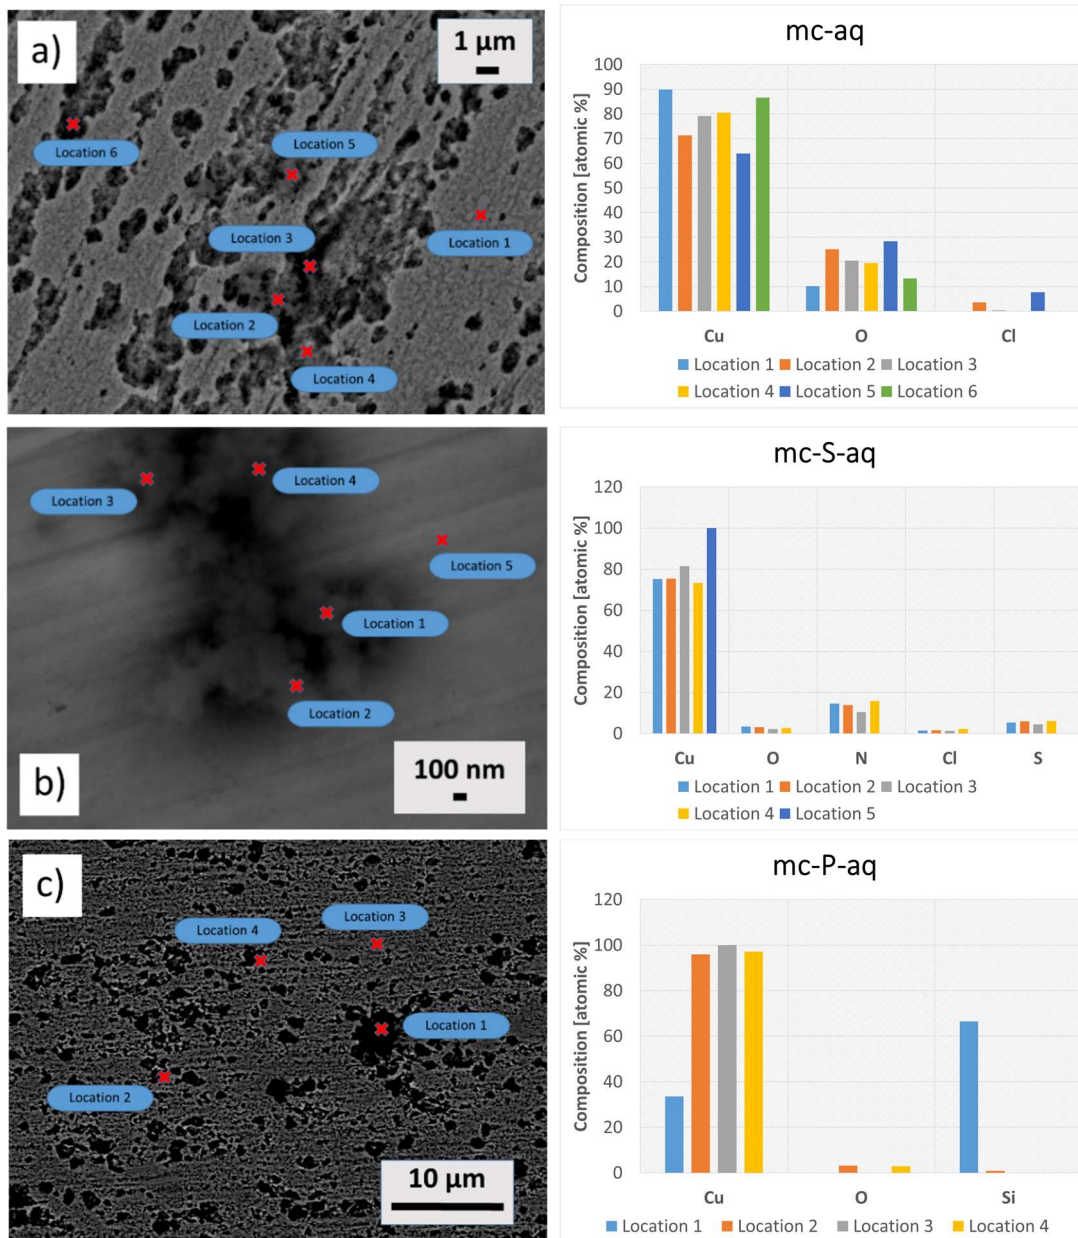 a)
1 µm
Location 6
Location 5
Location 3
Location 1
Location 2
Location 4
mc-aq
Composition [atomic %]
100
90
80
70
60
50
40
30
20
10
0
Cu O Cl
Location 1 Location 2 Location 3
Location 4 Location 5 Location 6
b)
Location 3
Location 4
Location 5
Location 1
Location 2
100 nm
mc-S-aq
Composition [atomic %]
120
100
80
60
40
20
0
Cu O N Cl S
Location 1 Location 2 Location 3
Location 4 Location 5
c)
Location 4
Location 3
Location 1
Location 2
10 µm
mc-P-aq
Composition [atomic %]
120
100
80
60
40
20
0
Cu O Si
Location 1 Location 2 Location 3 Location 4